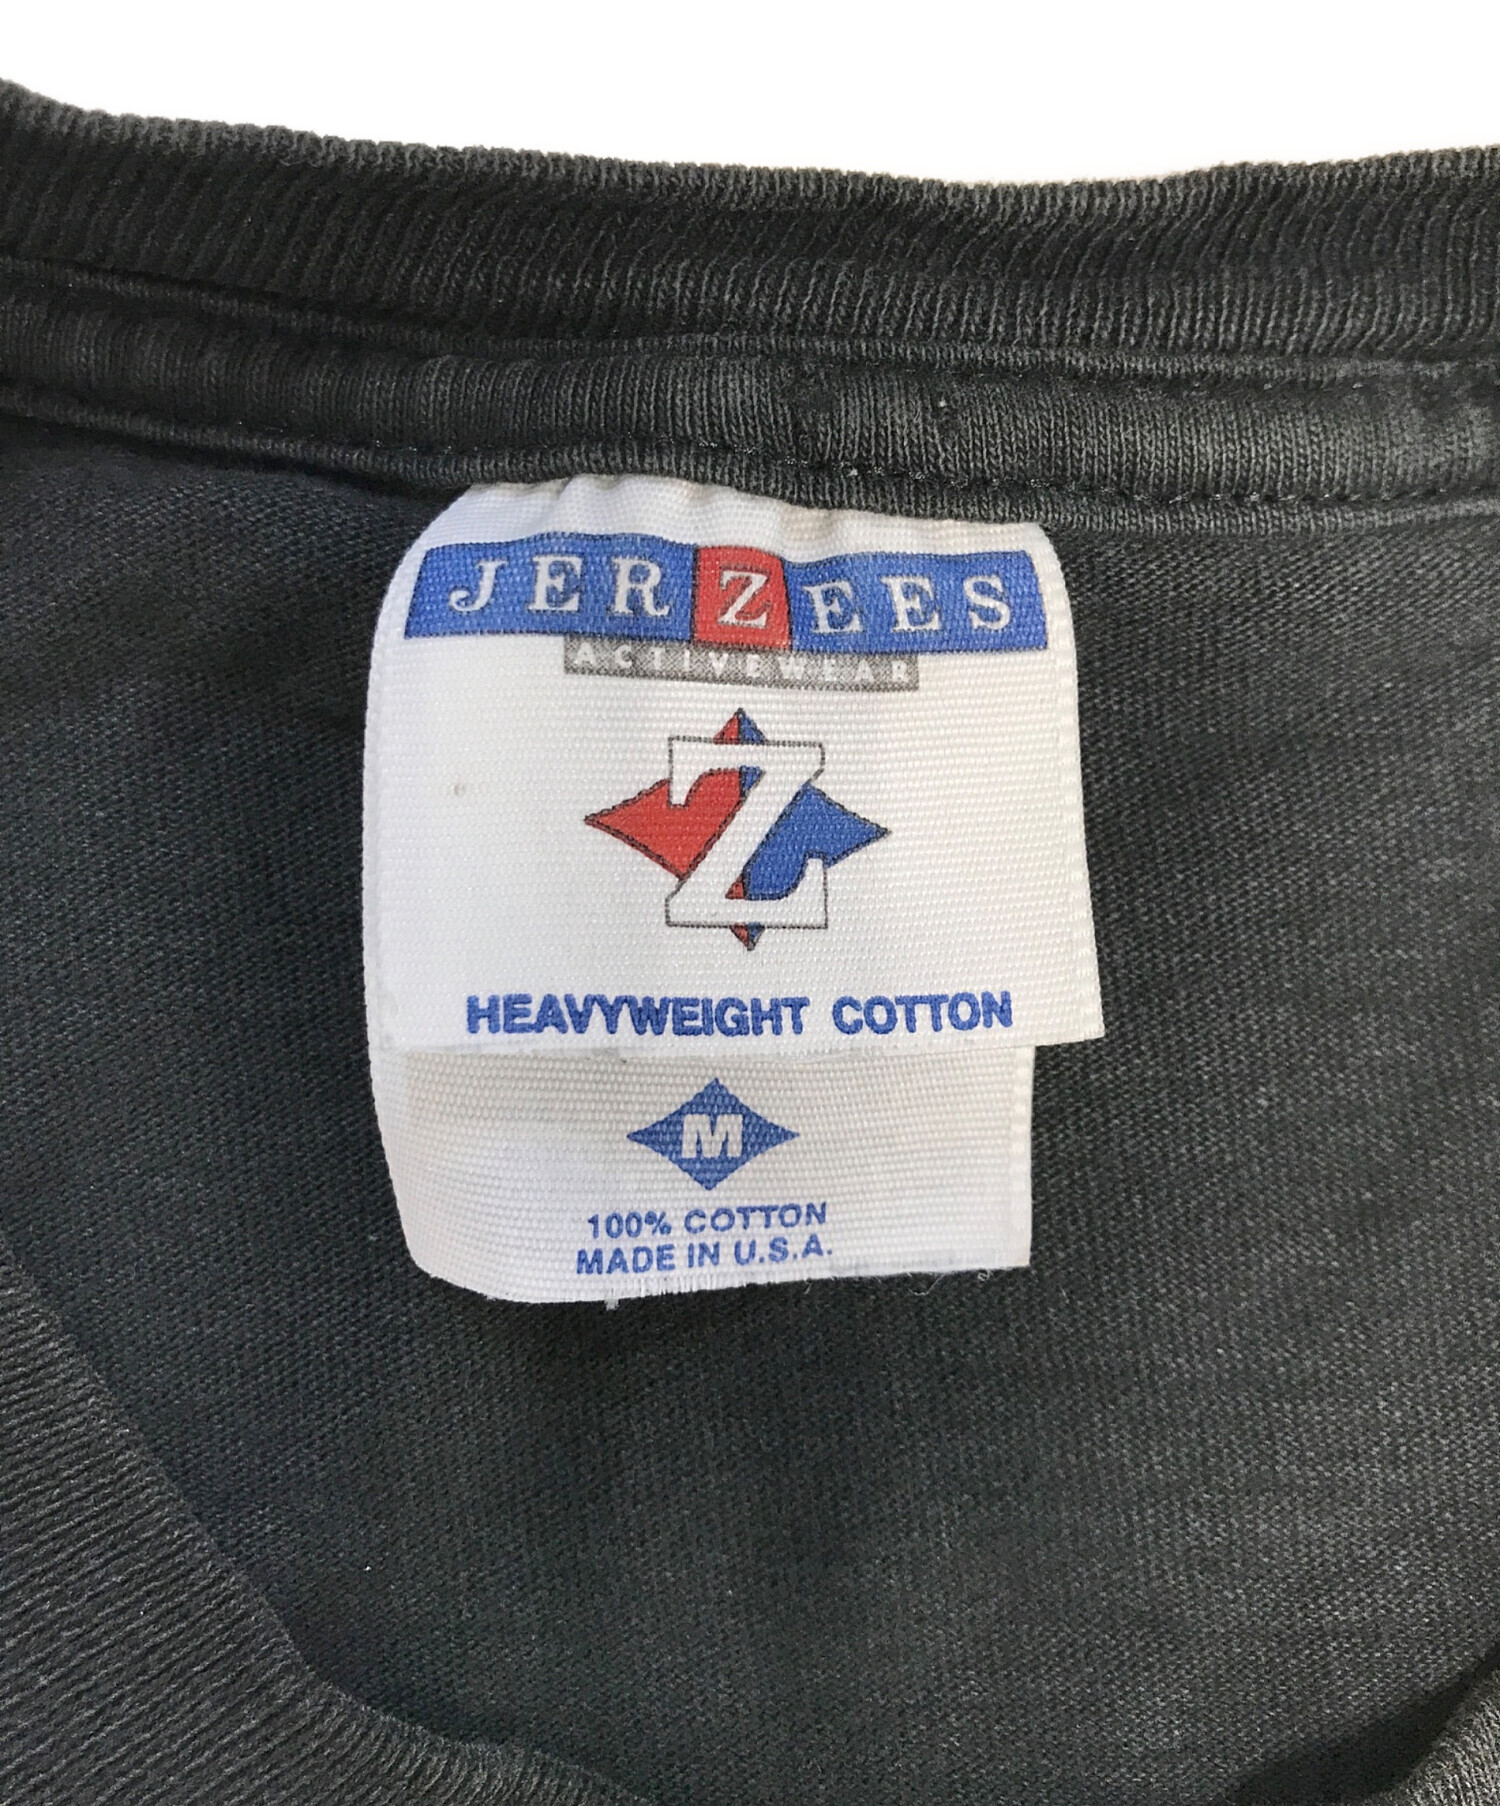 JERZEES
ACTIVEWEAR
Z
HEAVYWEIGHT COTTON
M
100% COTTON
MADE IN U.S.A.